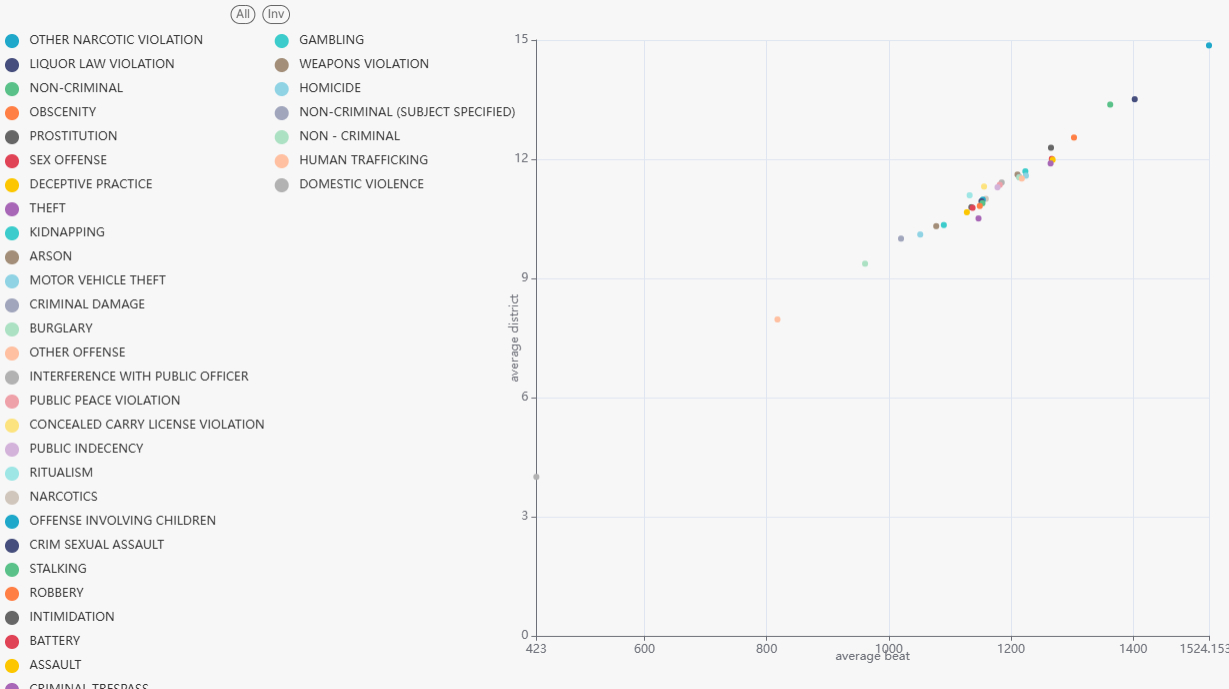 All Inv
OTHER NARCOTIC VIOLATION
LIQUOR LAW VIOLATION
NON-CRIMINAL
OBSCENITY
PROSTITUTION
SEX OFFENSE
DECEPTIVE PRACTICE
THEFT
KIDNAPPING
ARSON
MOTOR VEHICLE THEFT
CRIMINAL DAMAGE
BURGLARY
OTHER OFFENSE
INTERFERENCE WITH PUBLIC OFFICER
PUBLIC PEACE VIOLATION
CONCEALED CARRY LICENSE VIOLATION
PUBLIC INDECENCY
RITUALISM
NARCOTICS
OFFENSE INVOLVING CHILDREN
CRIM SEXUAL ASSAULT
STALKING
ROBBERY
INTIMIDATION
BATTERY
ASSAULT
CRIMINAL TRESPASS
GAMBLING
WEAPONS VIOLATION
HOMICIDE
NON-CRIMINAL (SUBJECT SPECIFIED)
NON - CRIMINAL
HUMAN TRAFFICKING
DOMESTIC VIOLENCE
average district
15
12
9
6
3
0
423 600 800 1000 1200 1400 1524.153
average beat